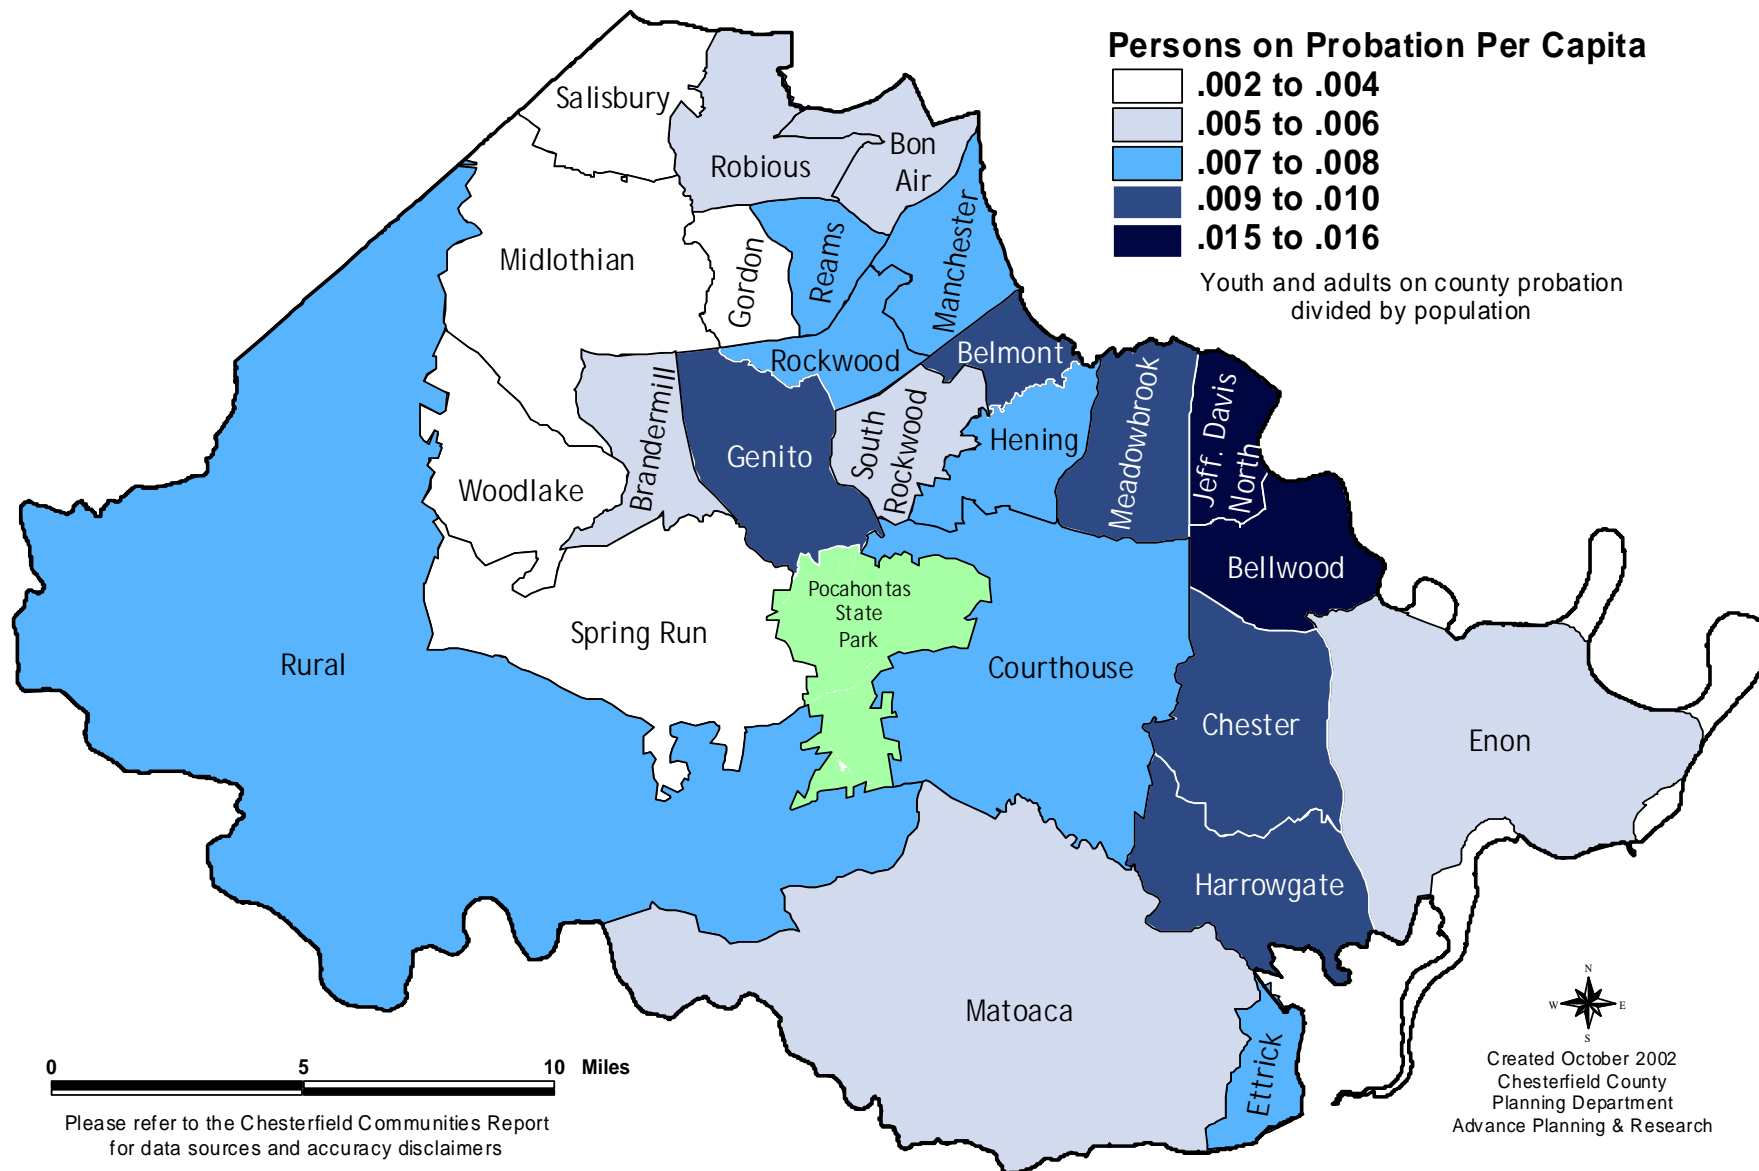 Persons on Probation Per Capita
.002 to .004
.005 to .006
.007 to .008
.009 to .010
.015 to .016
Youth and adults on county probation
divided by population
Salisbury
Robious
Bon
Air
Midlothian
Gordon
Reams
Manchester
Rockwood
Belmont
Brandermill
Genito
South
Rockwood
Hening
Meadowbrook
Jeff. Davis
North
Woodlake
Bellwood
Pocahontas
State
Park
Spring Run
Rural
Courthouse
Chester
Enon
Harrowgate
Matoaca
Ettrick
N
W
E
S
0
5
10
Miles
Please refer to the Chesterfield Communities Report
for data sources and accuracy disclaimers
Created October 2002
Chesterfield County
Planning Department
Advance Planning & Research